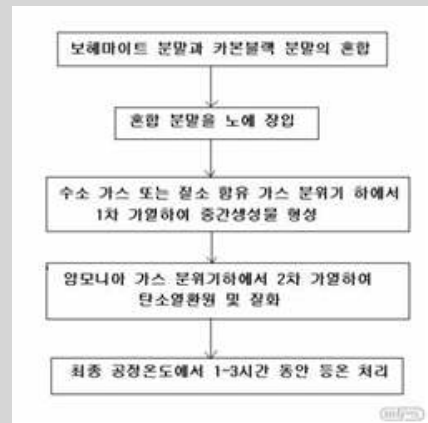 보헤마이트 분말과 카본블랙 분말의 혼합
혼합 분말을 노에 장입
수소 가스 또는 질소 함유 가스 분위기 하에서
1차 가열하여 중간생성물 형성
암모니아 가스 분위기하에서 2차 가열하여
탄소열환원 및 질화
최종 공정온도에서 1-3시간 동안 등온 처리